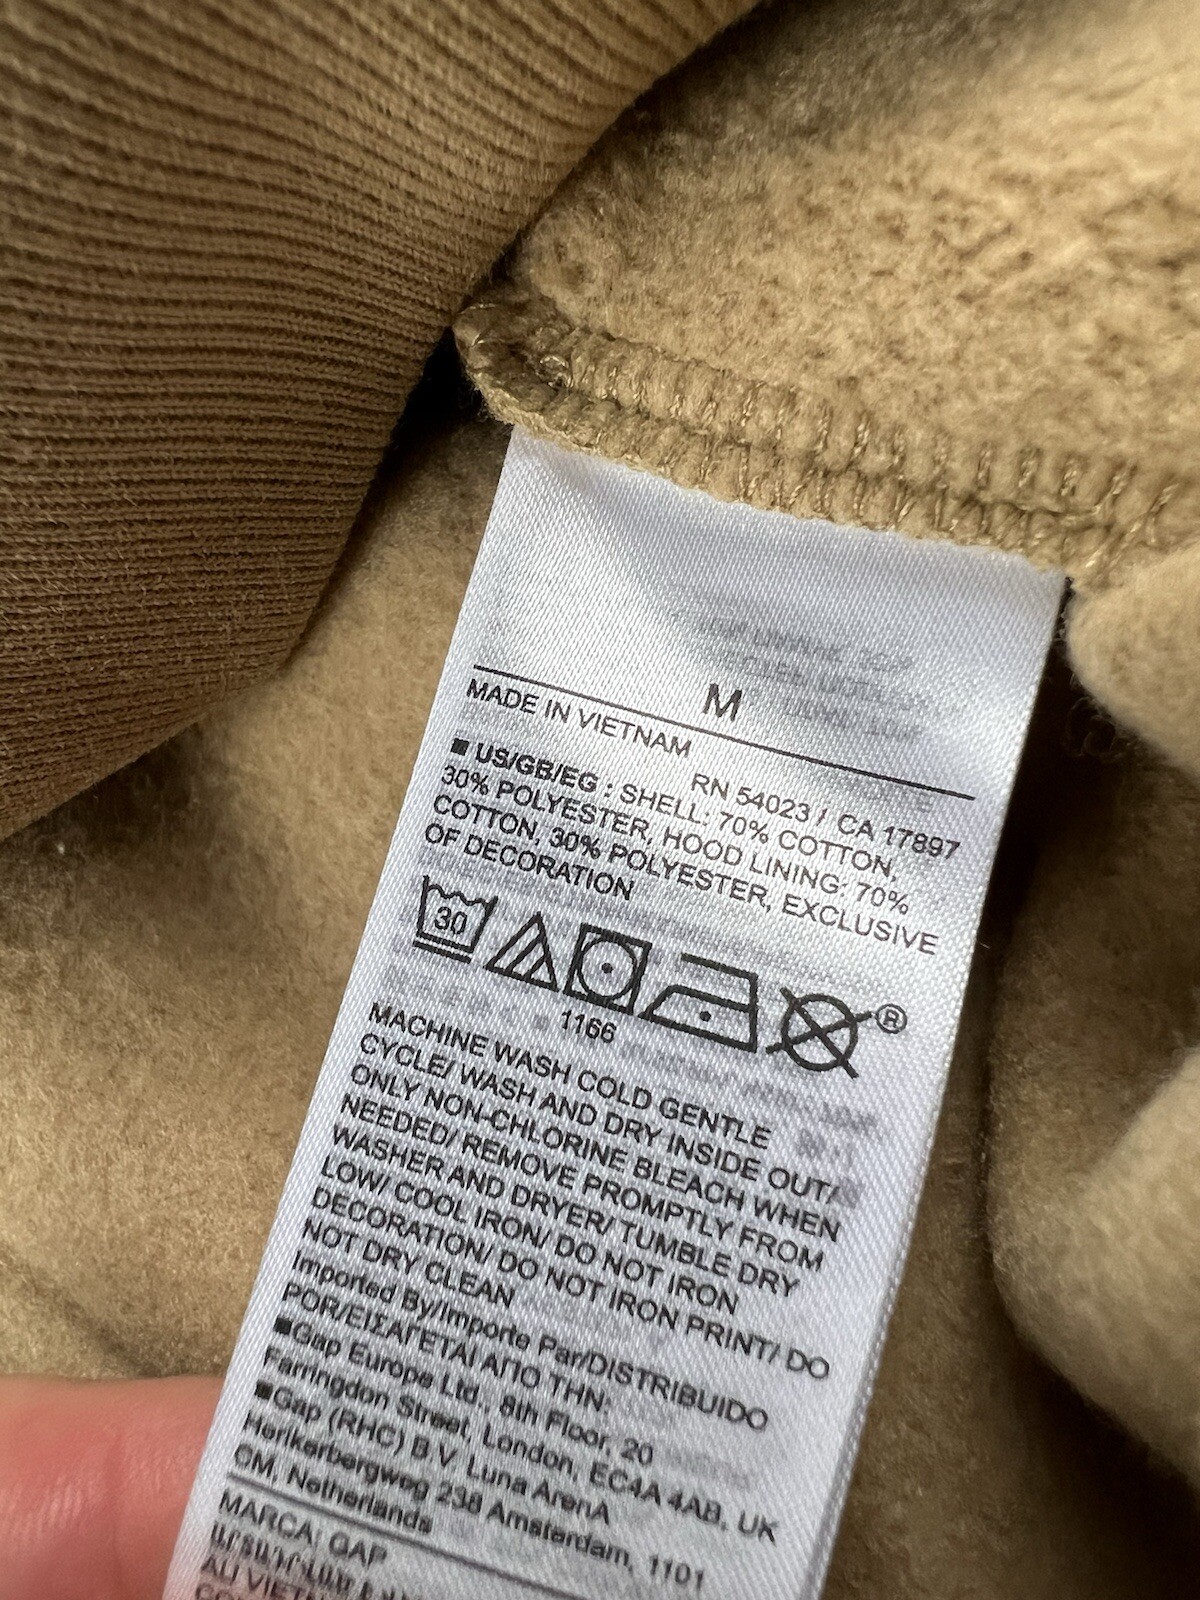 M
MADE IN VIETNAM
RN 54023 / CA 17897
■ US/GB/EG : SHELL: 70% COTTON,
30% POLYESTER, HOOD LINING: 70%
COTTON, 30% POLYESTER, EXCLUSIVE
OF DECORATION
30
®
1166
MACHINE WASH COLD GENTLE
CYCLE/ WASH AND DRY INSIDE OUT/
ONLY NON-CHLORINE BLEACH WHEN
NEEDED/ REMOVE PROMPTLY FROM
WASHER AND DRYER/ TUMBLE DRY
LOW/ COOL IRON/ DO NOT IRON
DECORATION/ DO NOT IRON PRINT/ DO
NOT DRY CLEAN
Imported By/Importe Par/DISTRIBUIDO
POR/ΕΙΣΑΓΕΤΑΙ ΑΠΟ ΤΗΝ:
■Gap Europe Ltd., 8th Floor, 20
Farringdon Street, London, EC4A 4AB, UK
■Gap (RHC) B.V. Luna ArenA
Herikerbergweg 238 Amsterdam, 1101
CM, Netherlands
MARCA: GAP